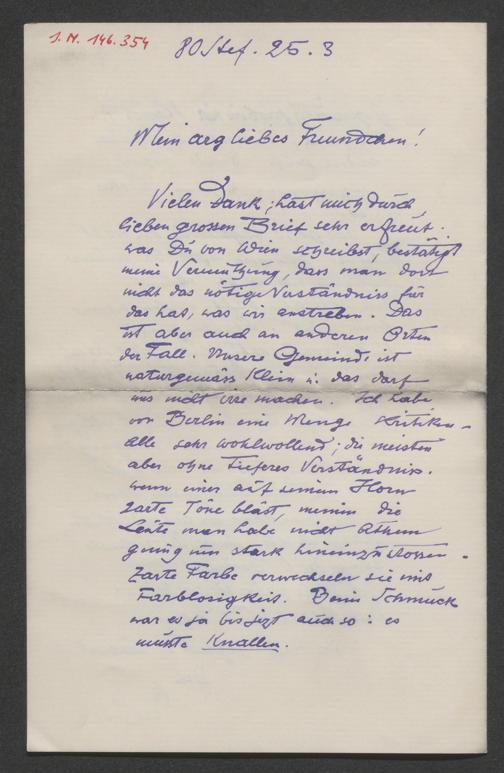 J.N. 146.354
80 Stef. 25. 3
Mein arg liebes Freundchen!
Vielen Dank; hast mich durch
lieben grossen Brief sehr erfreut.
was Du von Wien schreibst, bestätigt
meine Vermuthung, dass man dort
nicht das nötige Verständniss für
das hat, was wir anstreben. Das
ist aber auch an anderen Orten
der Fall. Unsere Gemeinde ist
naturgemäss klein u. das darf
uns nicht irre machen. Ich habe
von Berlin eine Menge Kritiken -
alle sehr wohlwollend; die meisten
aber ohne tieferes Verständniss.
wenn einer auf seinem Horn
zarte Töne bläst, meinen die
Leute man habe nicht Athem
genug um stark hineinzustossen -
Zarte Farbe verwechseln sie mit
Farblosigkeit. Beim Schmuck
war es ja bis jezt auch so: es
musste Knallen.